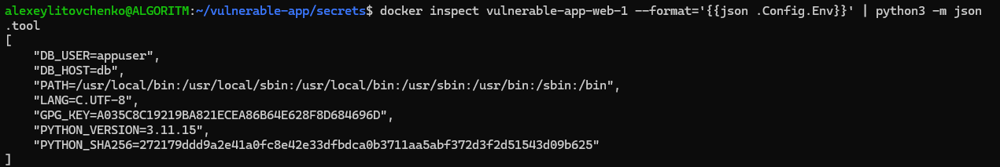 alexeylitovchenko@ALGORITM:~/vulnerable-app/secrets$ docker inspect vulnerable-app-web-1 --format='{{json .Config.Env}}' | python3 -m json
.tool
[
    "DB_USER=appuser",
    "DB_HOST=db",
    "PATH=/usr/local/bin:/usr/local/sbin:/usr/local/bin:/usr/sbin:/usr/bin:/sbin:/bin",
    "LANG=C.UTF-8",
    "GPG_KEY=A035C8C19219BA821ECEA86B64E628F8D684696D",
    "PYTHON_VERSION=3.11.15",
    "PYTHON_SHA256=272179ddd9a2e41a0fc8e42e33dfbdca0b3711aa5abf372d3f2d51543d09b625"
]